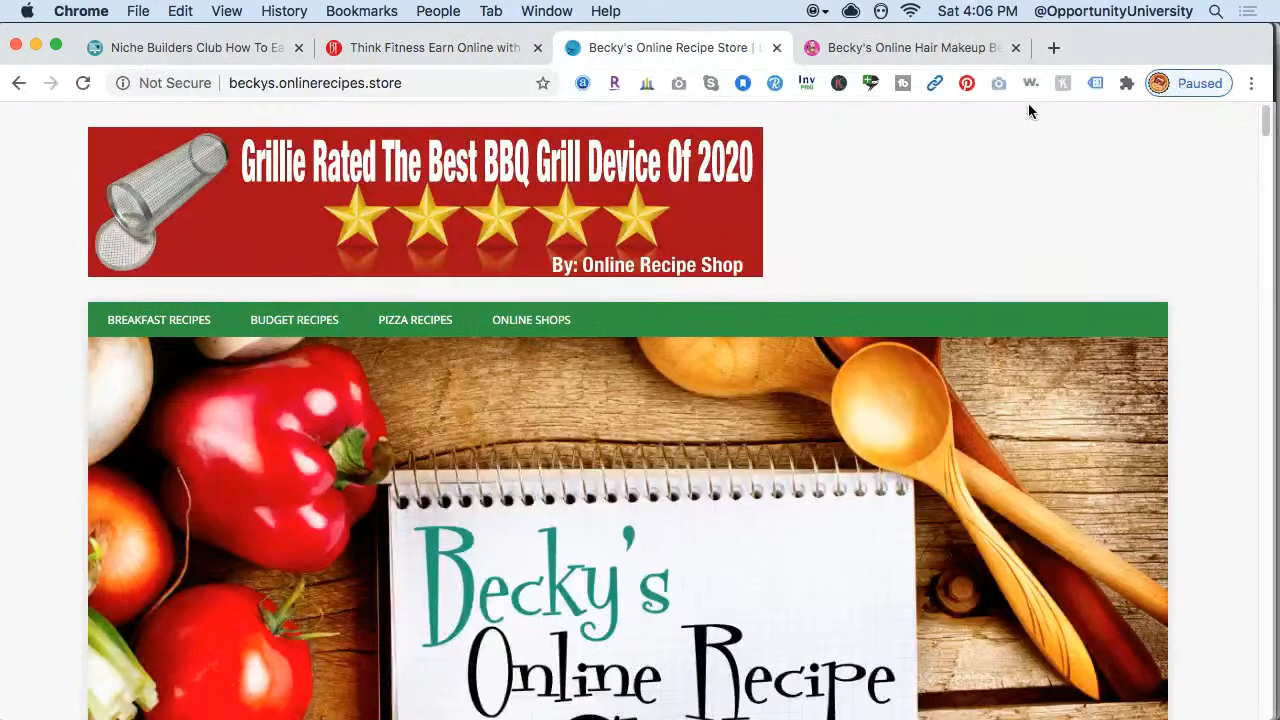 Chrome File Edit View History Bookmarks People Tab Window Help Sat 4:06 PM @OpportunityUniversity
Niche Builders Club How To Ea
Think Fitness Earn Online with
Becky's Online Recipe Store | L
Becky's Online Hair Makeup Be
Not Secure beckys.onlinerecipes.store
Inv
PRO
Paused
Grillie Rated The Best BBQ Grill Device Of 2020
By: Online Recipe Shop
BREAKFAST RECIPES BUDGET RECIPES PIZZA RECIPES ONLINE SHOPS
Becky's
Online Recipe